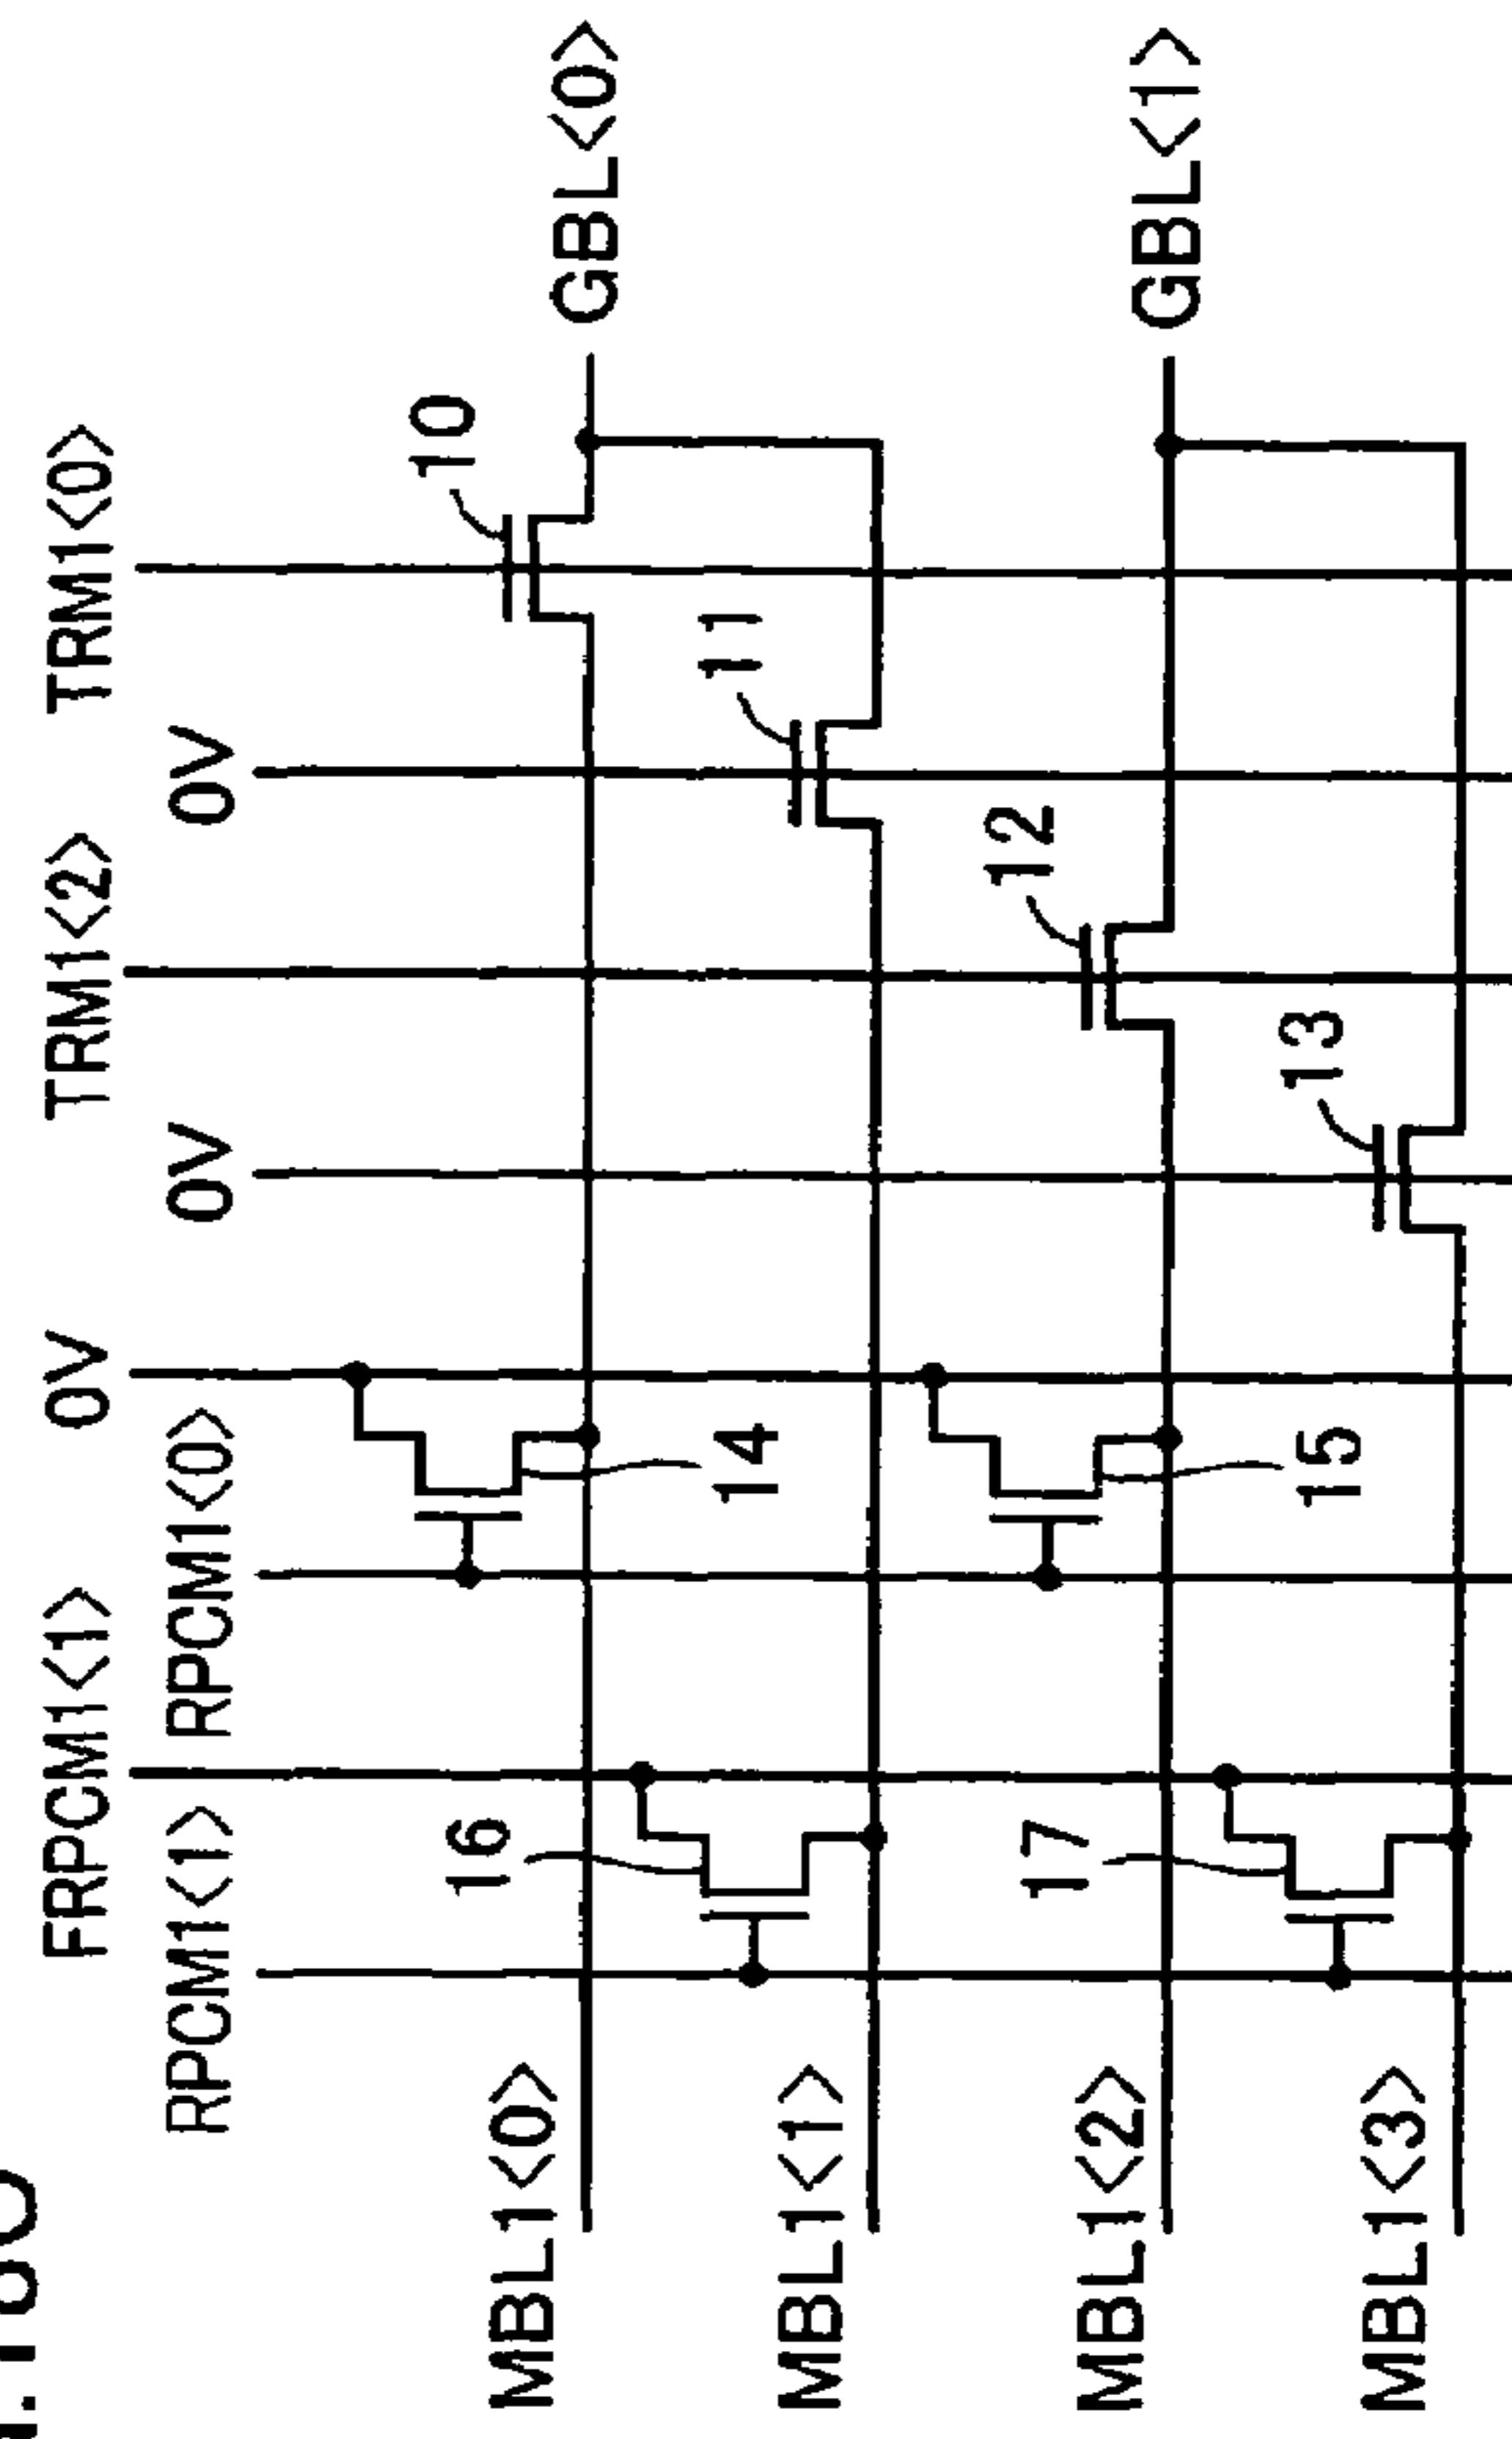 FRPCM1<1> 0V TRM1<2> TRM1<0>
RPCM1<1> RPCM1<0> 0V 0V
16 10
MBL1<0> GBL<0>
14 11
MBL1<1>
17 12
MBL1<2> GBL<1>
15 13
MBL1<3>